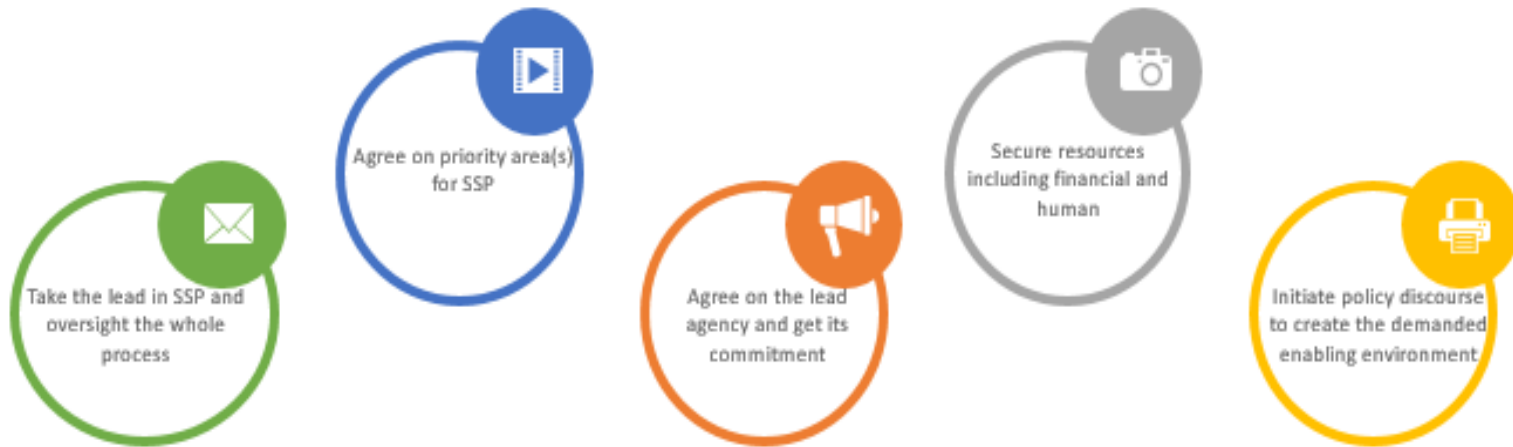 Take the lead in SSP and
oversight the whole
process
Agree on priority area(s)
for SSP
Agree on the lead
agency and get its
commitment
Secure resources
including financial and
human
Initiate policy discourse
to create the demanded
enabling environment